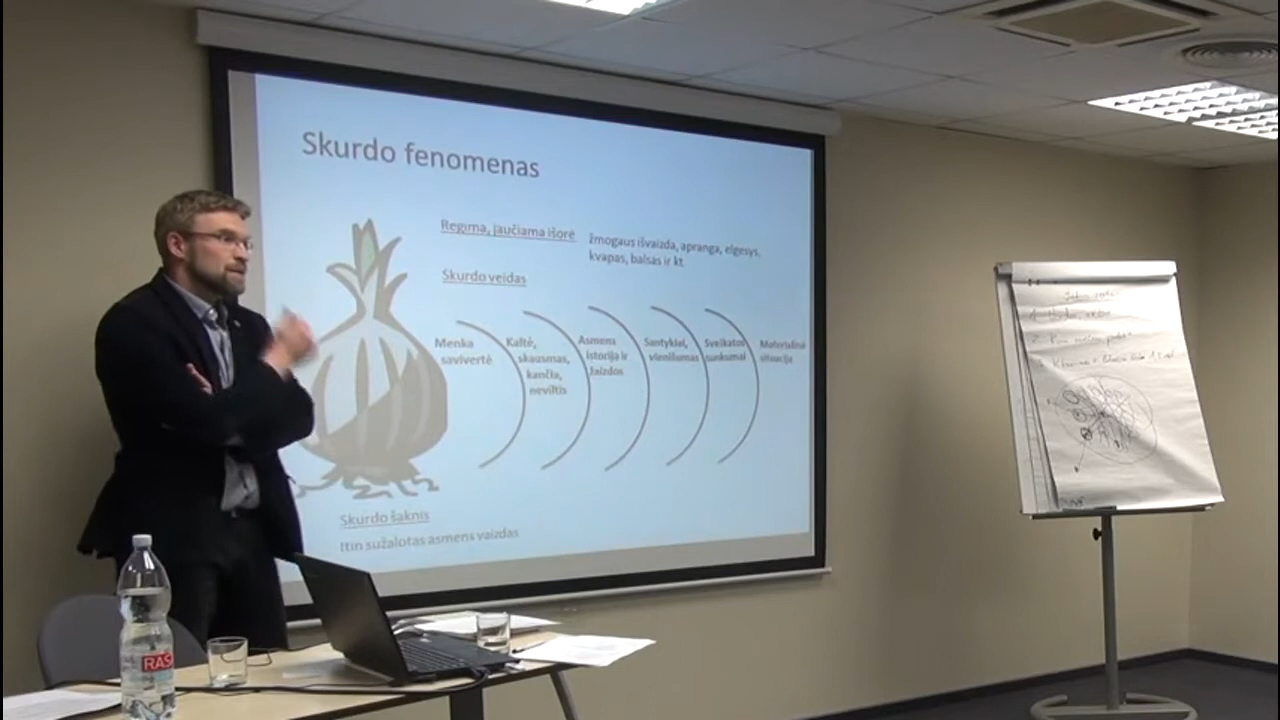 Skurdo fenomenas
Regima, jaučiama išorė
žmogaus išvaizda, apranga, elgesys,
kvapas, balsas ir kt
Skurdo veidas
Menka
savivertė
Kaltė,
skausmas,
kančia,
neviltis
Asmens
istorija ir
žaizdos
Santykiai,
vienišumas
Sveikatos
sunkumai
Materialinė
situacija
Skurdo šaknis
Itin sužalotas asmens vaizdas
RAS